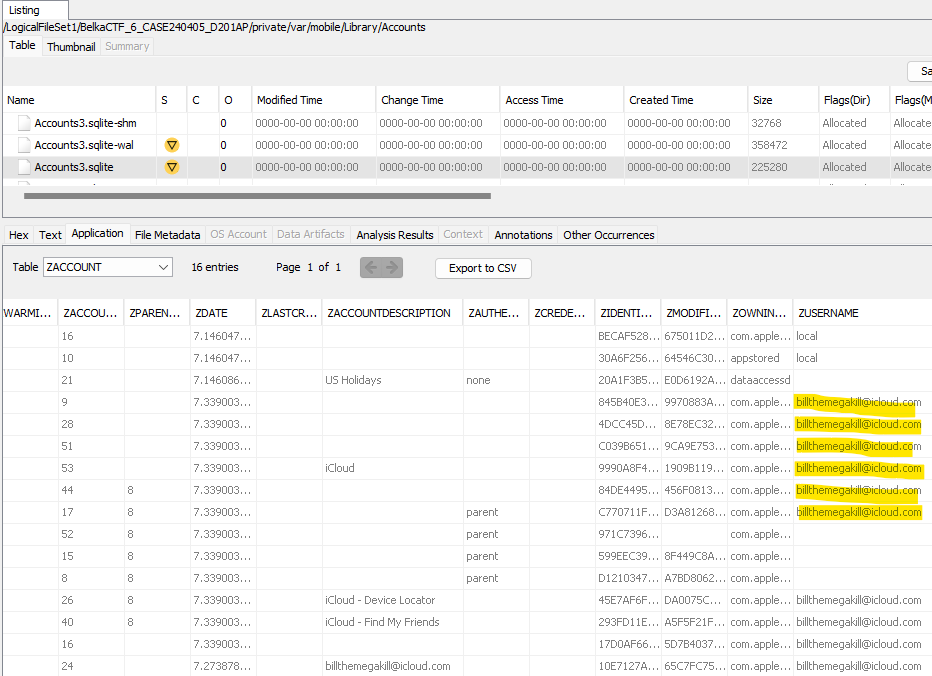 Listing
/LogicalFileSet1/BelkaCTF_6_CASE240405_D201AP/private/var/mobile/Library/Accounts
Table Thumbnail Summary
Sa
Name S C O Modified Time Change Time Access Time Created Time Size Flags(Dir) Flags(M
Accounts3.sqlite-shm 0 0000-00-00 00:00:00 0000-00-00 00:00:00 0000-00-00 00:00:00 0000-00-00 00:00:00 32768 Allocated Allocate
Accounts3.sqlite-wal 0 0000-00-00 00:00:00 0000-00-00 00:00:00 0000-00-00 00:00:00 0000-00-00 00:00:00 358472 Allocated Allocate
Accounts3.sqlite 0 0000-00-00 00:00:00 0000-00-00 00:00:00 0000-00-00 00:00:00 0000-00-00 00:00:00 225280 Allocated Allocate
Hex Text Application File Metadata OS Account Data Artifacts Analysis Results Context Annotations Other Occurrences
Table ZACCOUNT 16 entries Page 1 of 1 Export to CSV
WARMI... ZACCOU... ZPAREN... ZDATE ZLASTCR... ZACCOUNTDESCRIPTION ZAUTHE... ZCREDE... ZIDENTI... ZMODIFI... ZOWNIN... ZUSERNAME
16 7.146047... BECAF528... 675011D2... com.apple... local
10 7.146047... 30A6F256... 64546C30... appstored local
21 7.146086... US Holidays none 20A1F3B5... E0D6192A... dataaccessd
9 7.339003... 845B40E3... 9970883A... com.apple... billthemegakill@icloud.com
28 7.339003... 4DCC45D... 8E78EC32... com.apple... billthemegakill@icloud.com
51 7.339003... C039B651... 9CA9E753... com.apple... billthemegakill@icloud.com
53 7.339003... iCloud 9990A8F4... 1909B119... com.apple... billthemegakill@icloud.com
44 8 7.339003... 84DE4495... 456F0813... com.apple... billthemegakill@icloud.com
17 8 7.339003... parent C770711F... D3A81268... com.apple... billthemegakill@icloud.com
52 8 7.339003... parent 971C7396... com.apple...
15 8 7.339003... parent 599EEC39... 8F449C8A... com.apple...
8 8 7.339003... parent D1210347... A7BD8062... com.apple...
26 8 7.339003... iCloud - Device Locator 45E7AF6F... DA0075C... com.apple... billthemegakill@icloud.com
40 8 7.339003... iCloud - Find My Friends 293FD11E... A5F5F21F... com.apple... billthemegakill@icloud.com
16 7.339003... 17D0AF66... 5D7B4037... com.apple... billthemegakill@icloud.com
24 7.273878... billthemegakill@icloud.com 10E7127A... 65C7FC75... com.apple... billthemegakill@icloud.com